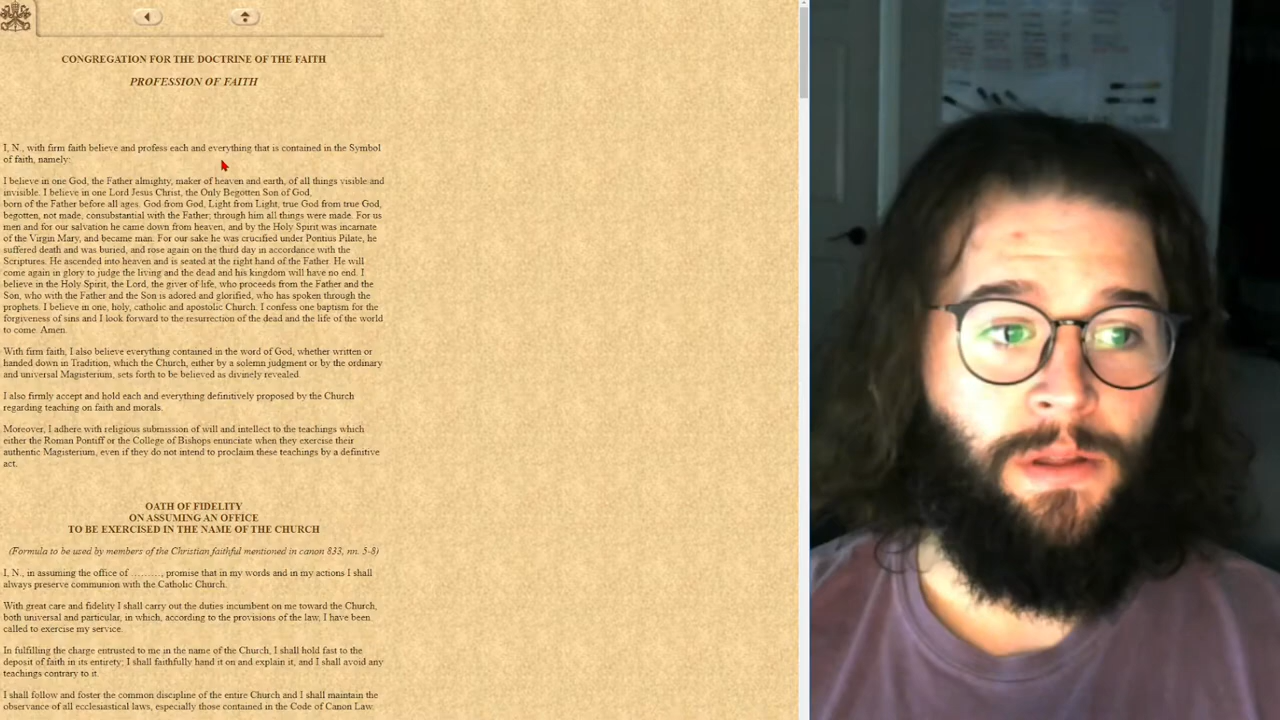 CONGREGATION FOR THE DOCTRINE OF THE FAITH
PROFESSION OF FAITH
I, N., with firm faith believe and profess each and everything that is contained in the Symbol
of faith, namely:
I believe in one God, the Father almighty, maker of heaven and earth, of all things visible and
invisible. I believe in one Lord Jesus Christ, the Only Begotten Son of God,
born of the Father before all ages. God from God, Light from Light, true God from true God,
begotten, not made, consubstantial with the Father; through him all things were made. For us
men and for our salvation he came down from heaven, and by the Holy Spirit was incarnate
of the Virgin Mary, and became man. For our sake he was crucified under Pontius Pilate, he
suffered death and was buried, and rose again on the third day in accordance with the
Scriptures. He ascended into heaven and is seated at the right hand of the Father. He will
come again in glory to judge the living and the dead and his kingdom will have no end. I
believe in the Holy Spirit, the Lord, the giver of life, who proceeds from the Father and the
Son, who with the Father and the Son is adored and glorified, who has spoken through the
prophets. I believe in one, holy, catholic and apostolic Church. I confess one baptism for the
forgiveness of sins and I look forward to the resurrection of the dead and the life of the world
to come. Amen.
With firm faith, I also believe everything contained in the word of God, whether written or
handed down in Tradition, which the Church, either by a solemn judgment or by the ordinary
and universal Magisterium, sets forth to be believed as divinely revealed.
I also firmly accept and hold each and everything definitively proposed by the Church
regarding teaching on faith and morals.
Moreover, I adhere with religious submission of will and intellect to the teachings which
either the Roman Pontiff or the College of Bishops enunciate when they exercise their
authentic Magisterium, even if they do not intend to proclaim these teachings by a definitive
act.
OATH OF FIDELITY
ON ASSUMING AN OFFICE
TO BE EXERCISED IN THE NAME OF THE CHURCH
(Formula to be used by members of the Christian faithful mentioned in canon 833, nn. 5-8)
I, N., in assuming the office of ………, promise that in my words and in my actions I shall
always preserve communion with the Catholic Church.
With great care and fidelity I shall carry out the duties incumbent on me toward the Church,
both universal and particular, in which, according to the provisions of the law, I have been
called to exercise my service.
In fulfilling the charge entrusted to me in the name of the Church, I shall hold fast to the
deposit of faith in its entirety; I shall faithfully hand it on and explain it, and I shall avoid any
teachings contrary to it.
I shall follow and foster the common discipline of the entire Church and I shall maintain the
observance of all ecclesiastical laws, especially those contained in the Code of Canon Law.